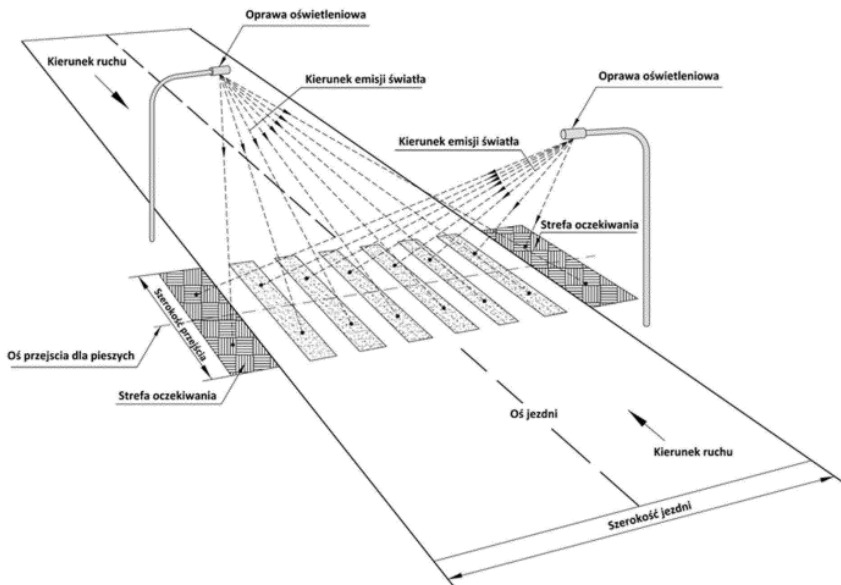 Oprawa oświetleniowa
Kierunek ruchu
Kierunek emisji światła
Oprawa oświetleniowa
Kierunek emisji światła
Strefa oczekiwania
Szerokość przejścia
Oś przejscia dla pieszych
Strefa oczekiwania
Oś jezdni
Kierunek ruchu
Szerokość jezdni